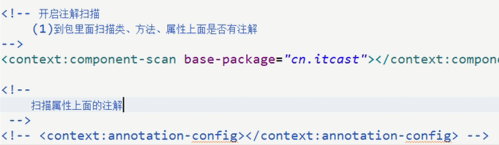 <!-- 开启注解扫描
(1)到包里面扫描类、方法、属性上面是否有注解
-->
<context:component-scan base-package="cn.itcast"></context:compo
<!--
扫描属性上面的注解
-->
<!-- <context:annotation-config></context:annotation-config> -->